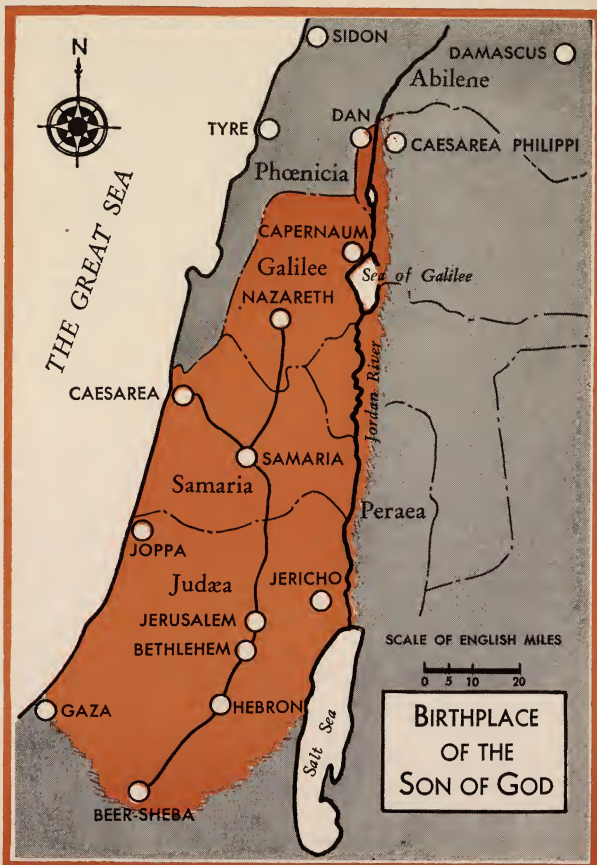 N
SIDON
DAMASCUS
Abilene
TYRE
DAN
CAESAREA PHILIPPI
Phœnicia
THE GREAT SEA
CAPERNAUM
Galilee
Sea of Galilee
NAZARETH
Jordan River
CAESAREA
SAMARIA
Samaria
Peraea
JOPPA
Judæa
JERICHO
JERUSALEM
BETHLEHEM
SCALE OF ENGLISH MILES
0 5 10 20
GAZA
HEBRON
Salt Sea
BIRTHPLACE
OF THE
SON OF GOD
BEER-SHEBA